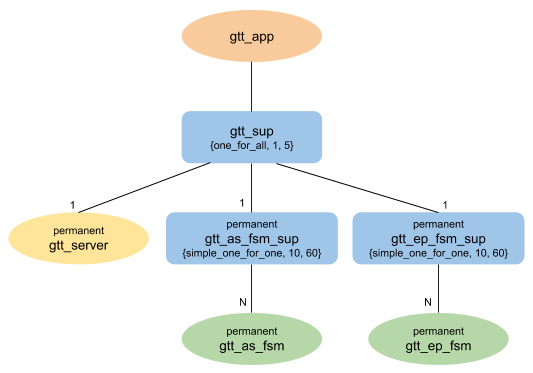 gtt_app
gtt_sup
{one_for_all, 1, 5}
1
1
1
permanent
gtt_server
permanent
gtt_as_fsm_sup
{simple_one_for_one, 10, 60}
permanent
gtt_ep_fsm_sup
{simple_one_for_one, 10, 60}
N
N
permanent
gtt_as_fsm
permanent
gtt_ep_fsm